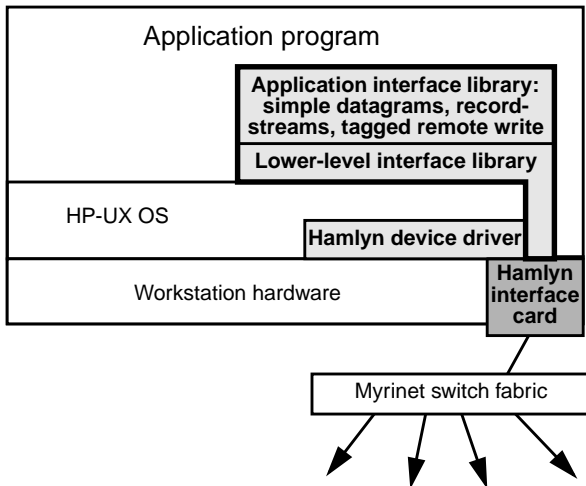 Application program
Application interface library:
simple datagrams, record-
streams, tagged remote write
Lower-level interface library
HP-UX OS
Hamlyn device driver
Workstation hardware
Hamlyn
interface
card
Myrinet switch fabric